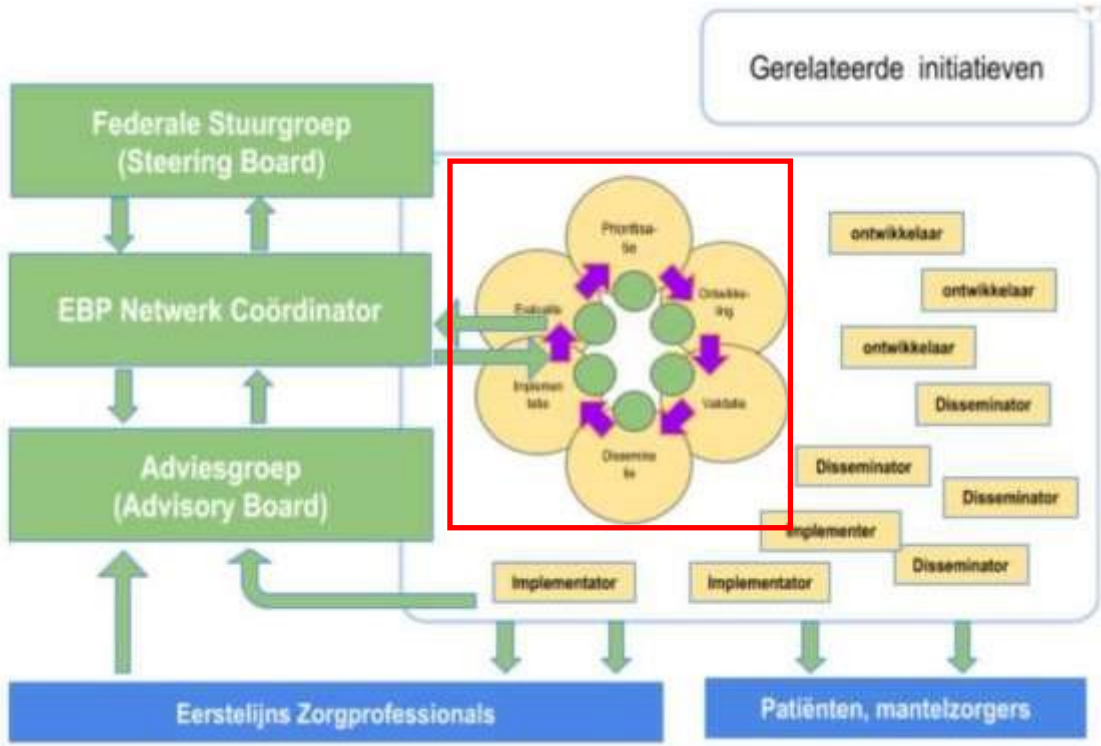 Gerelateerde initiatieven
Federale Stuurgroep
(Steering Board)
EBP Netwerk Coördinator
Adviesgroep
(Advisory Board)
Prioritisa-
tie
Ontwikke-
ling
Validatie
Dissemina
tie
Implemen
tatie
Evaluatie
ontwikkelaar
ontwikkelaar
ontwikkelaar
Disseminator
Disseminator
Disseminator
Implementer
Disseminator
Implementator
Implementator
Eerstelijns Zorgprofessionals
Patiënten, mantelzorgers